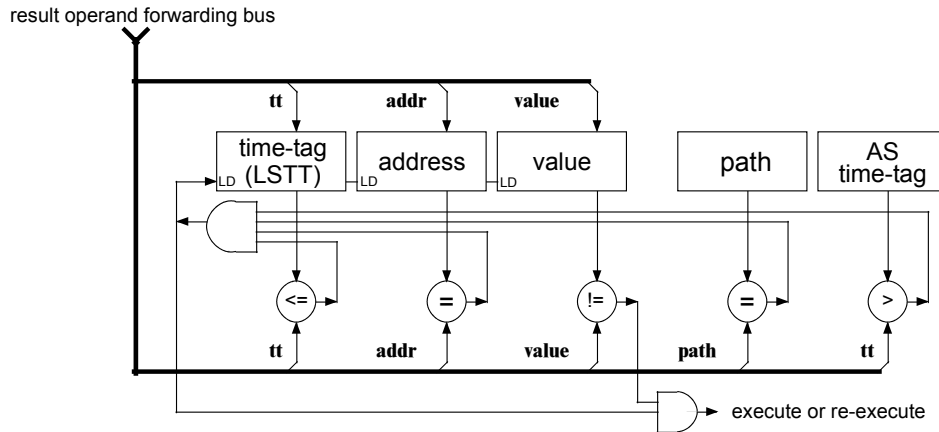 result operand forwarding bus
tt addr value
time-tag (LSTT)
LD
address
LD
value
LD
path
AS time-tag
<= = != = >
tt addr value path tt
execute or re-execute